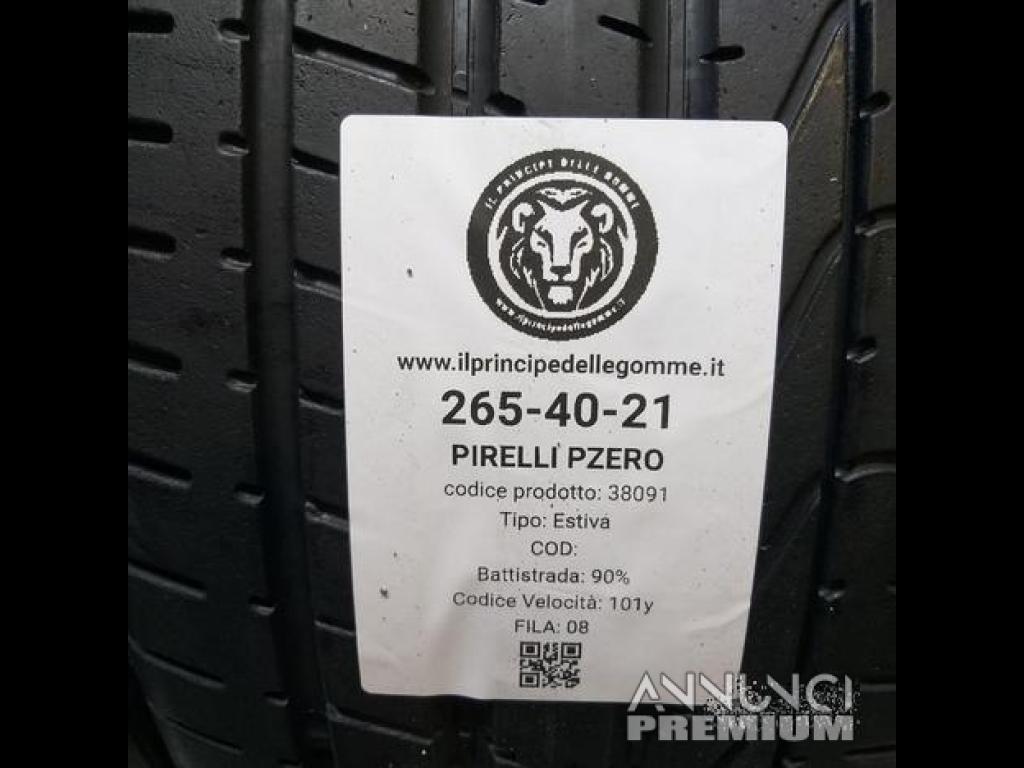 IL PRINCIPE DELLE GOMME
www.ilprincipedellegomme.it
www.ilprincipedellegomme.it
265-40-21
PIRELLI PZERO
codice prodotto: 38091
Tipo: Estiva
COD:
Battistrada: 90%
Codice Velocità: 101y
FILA: 08
ANNUNCI
PREMIUM